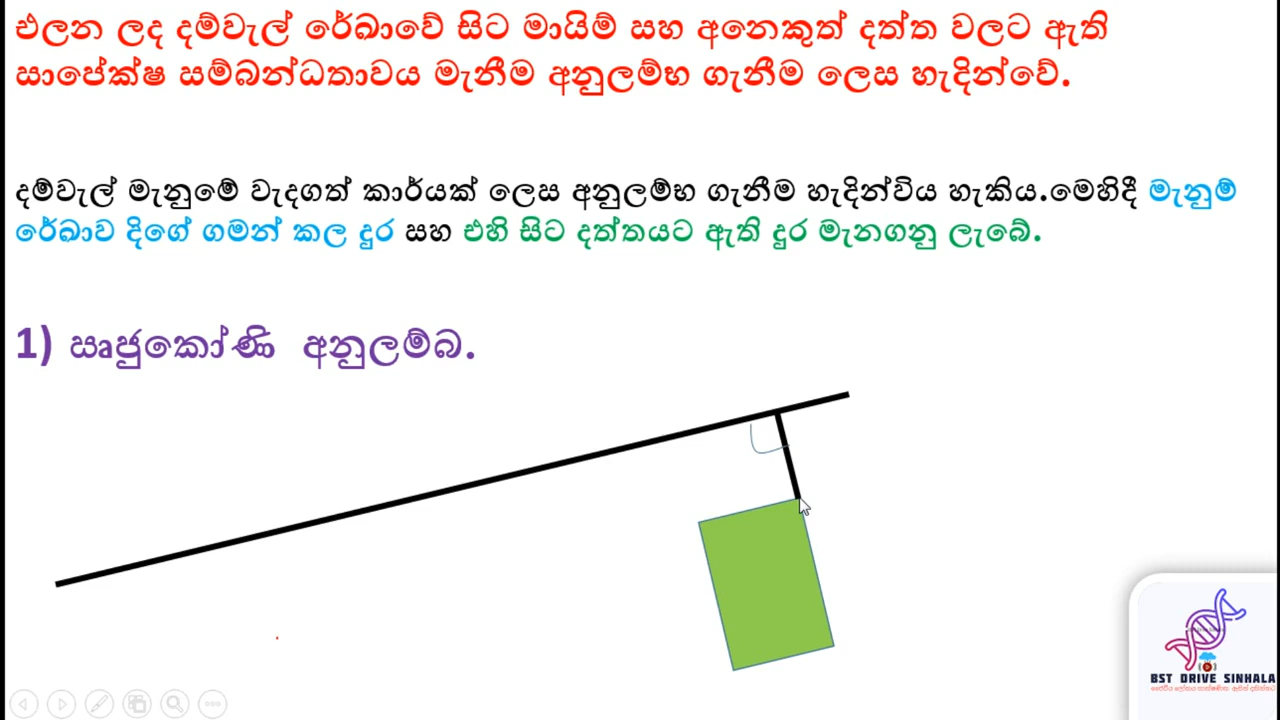 එලන ලද දම්වැල් රේඛාවේ සිට මායිම් සහ අනෙකුත් දත්ත වලට ඇති
සාපේක්ෂ සම්බන්ධතාවය මැනීම අනුලම්භ ගැනීම ලෙස හැදින්වේ.
දම්වැල් මැනුමේ වැදගත් කාර්යක් ලෙස අනුලම්භ ගැනීම හැදින්විය හැකිය.මෙහිදී මැනුම්
රේඛාව දිගේ ගමන් කල දුර සහ එහි සිට දත්තයට ඇති දුර මැනගනු ලැබේ.
1) ඍජුකෝණි අනුලම්බ.
BST DRIVE SINHALA